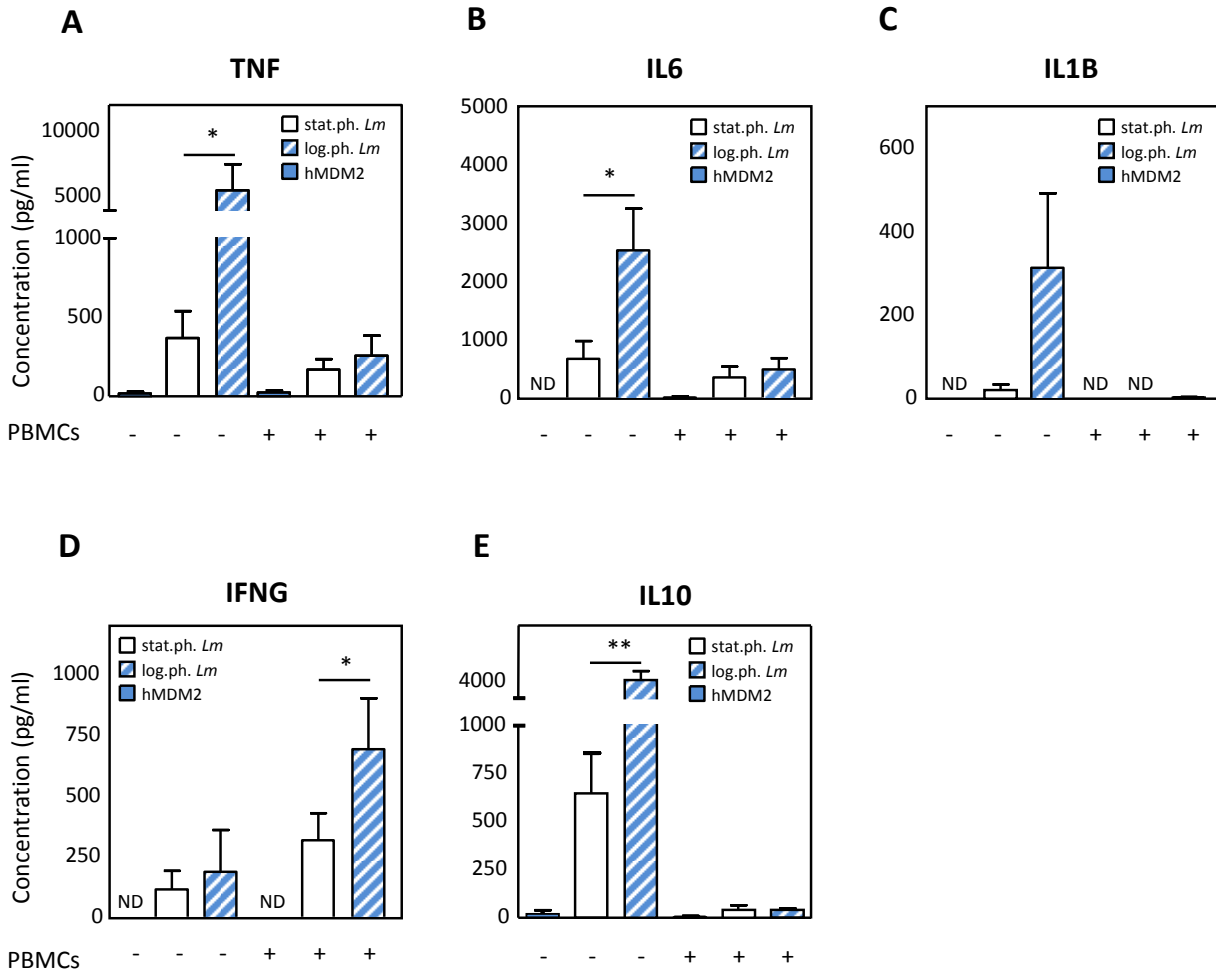 A
TNF
Concentration (pg/ml)
10000
5000
1000
500
0
stat.ph. Lm
log.ph. Lm
hMDM2
*
PBMCs - - - + + +
B
IL6
5000
4000
3000
2000
1000
0
stat.ph. Lm
log.ph. Lm
hMDM2
*
ND
- - - + + +
C
IL1B
600
400
200
0
stat.ph. Lm
log.ph. Lm
hMDM2
ND ND ND
- - - + + +
D
IFNG
Concentration (pg/ml)
1000
750
500
250
0
stat.ph. Lm
log.ph. Lm
hMDM2
*
ND ND
PBMCs - - - + + +
E
IL10
4000
1000
750
500
250
0
stat.ph. Lm
log.ph. Lm
hMDM2
**
- - - + + +